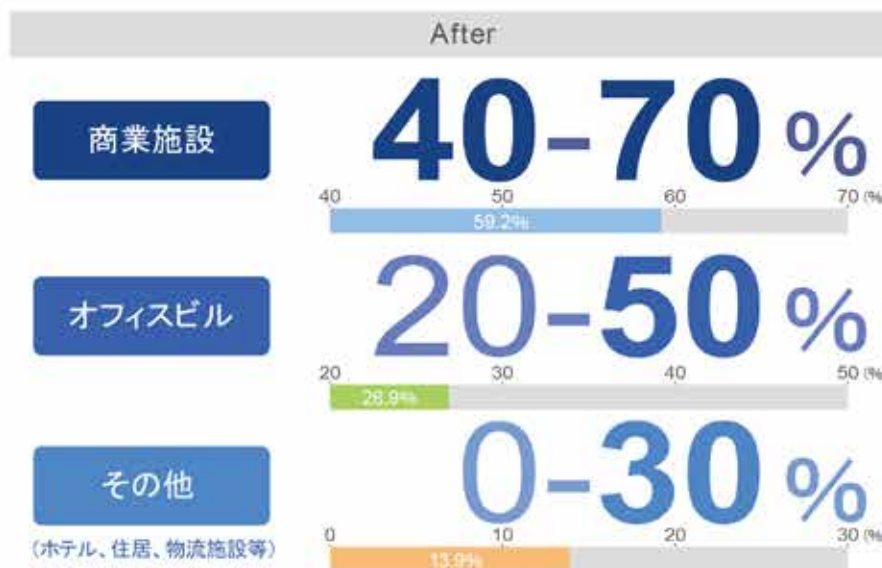 After
商業施設
40-70 %
40 50 60 70 (%
59.2%
オフィスビル
20-50 %
20 30 40 50 (%
26.9%
その他
(ホテル、住居、物流施設等)
0-30 %
0 10 20 30 (%
13.9%